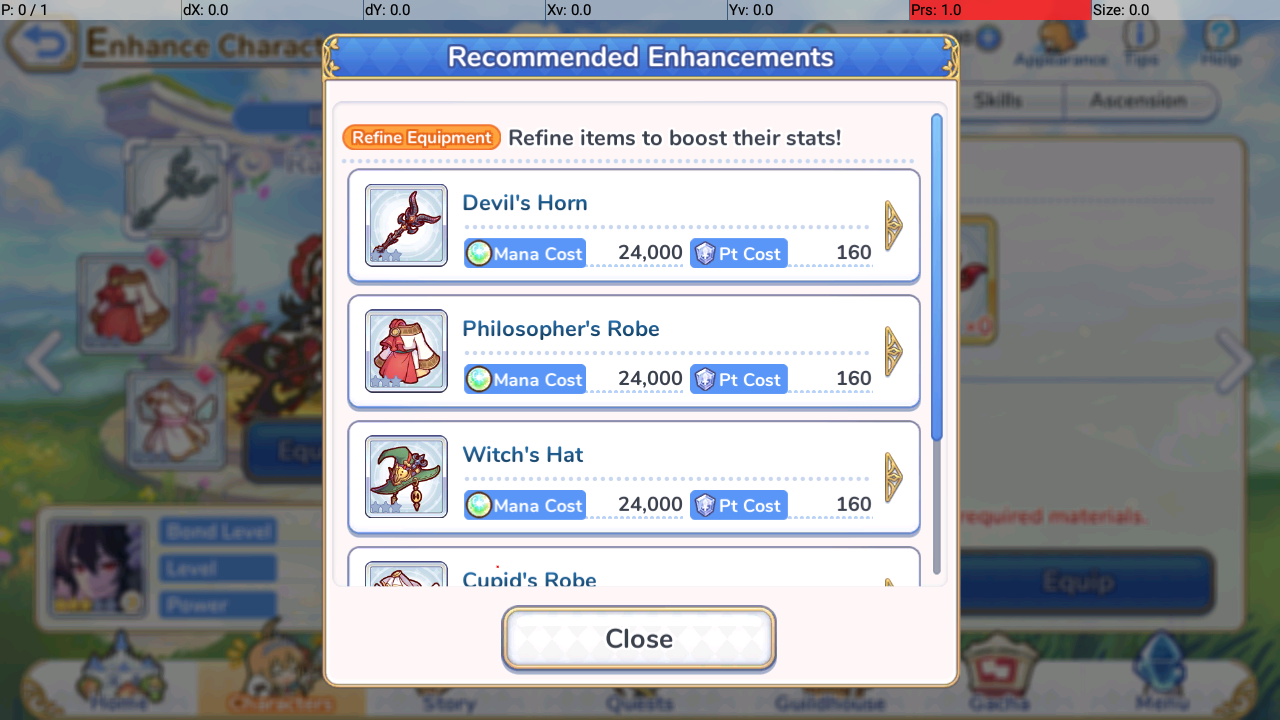 P: 0 / 1 dX: 0.0 dY: 0.0 Xv: 0.0 Yv: 0.0 Prs: 1.0 Size: 0.0
Enhance Charact
Recommended Enhancements
Appearance Tips Help
Skills Ascension
Refine Equipment Refine items to boost their stats!
Devil's Horn
Mana Cost 24,000 Pt Cost 160
Philosopher's Robe
Mana Cost 24,000 Pt Cost 160
Witch's Hat
Mana Cost 24,000 Pt Cost 160
Cupid's Robe
Equ
required materials.
Bond Level
Level
Power
Equip
Close
Home Characters Story Quests Guildhouse Gacha Menu